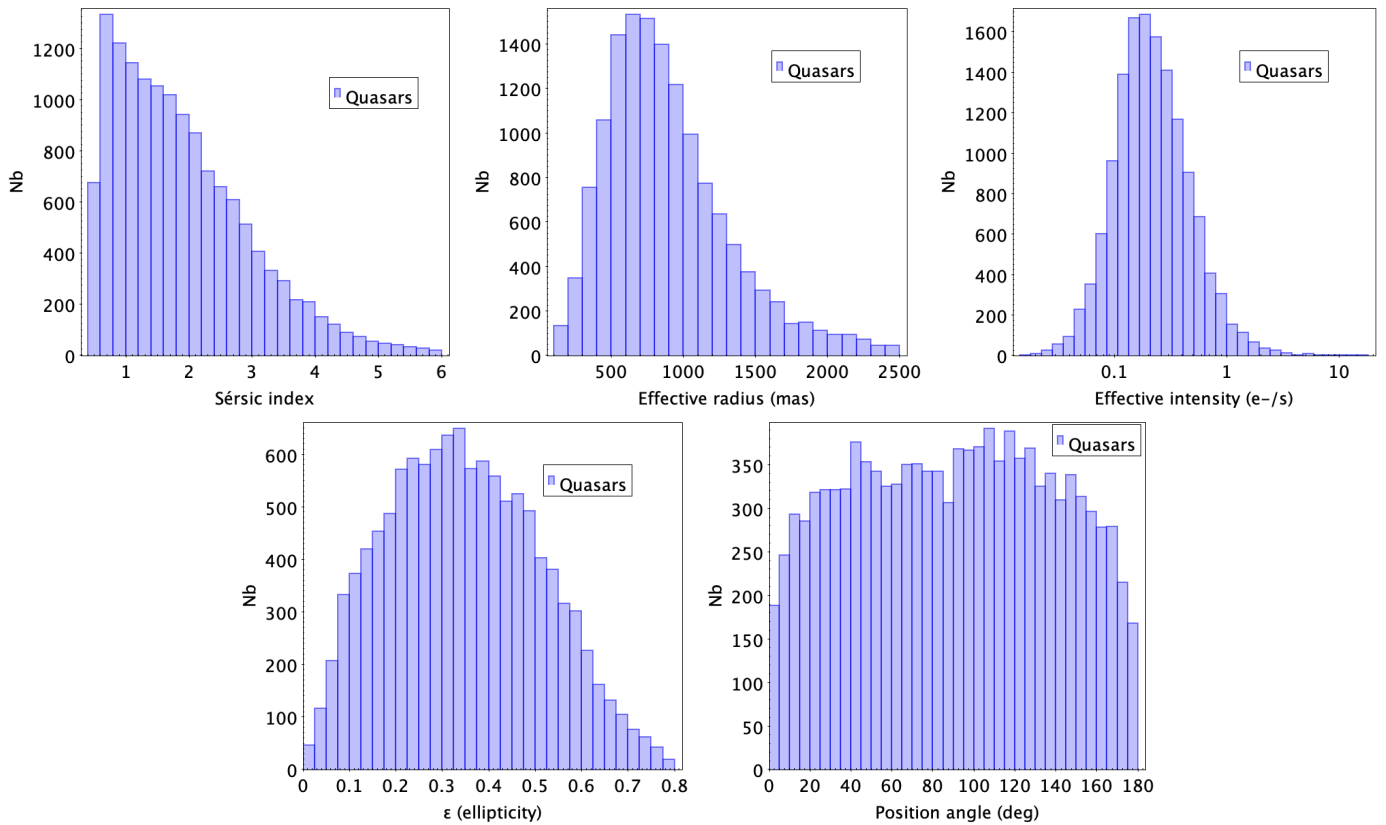 Nb
1200
1000
800
600
400
200
0
1 2 3 4 5 6
Sérsic index
Quasars
Nb
1400
1200
1000
800
600
400
200
0
500 1000 1500 2000 2500
Effective radius (mas)
Quasars
Nb
1600
1400
1200
1000
800
600
400
200
0
0.1 1 10
Effective intensity (e-/s)
Quasars
Nb
600
500
400
300
200
100
0
0 0.1 0.2 0.3 0.4 0.5 0.6 0.7 0.8
ε (ellipticity)
Quasars
Nb
350
300
250
200
150
100
50
0
0 20 40 60 80 100 120 140 160 180
Position angle (deg)
Quasars